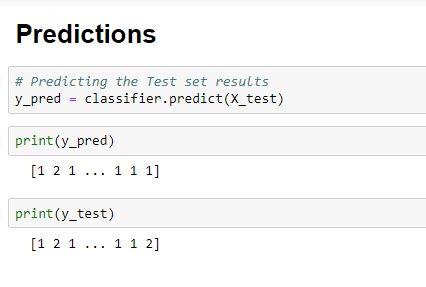 Predictions
# Predicting the Test set results
y_pred = classifier.predict(X_test)
print(y_pred)
[1 2 1 ... 1 1 1]
print(y_test)
[1 2 1 ... 1 1 2]